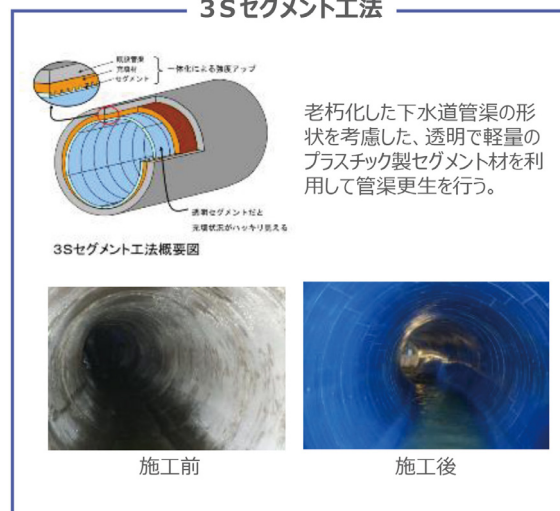 3Sセグメント工法
既設管渠
充填材
セグメント
一体化による強度アップ
老朽化した下水道管渠の形
状を考慮した、透明で軽量の
プラスチック製セグメント材を利
用して管渠更生を行う。
透明セグメントだと
充填状況がハッキリ見える
3Sセグメント工法概要図
施工前
施工後